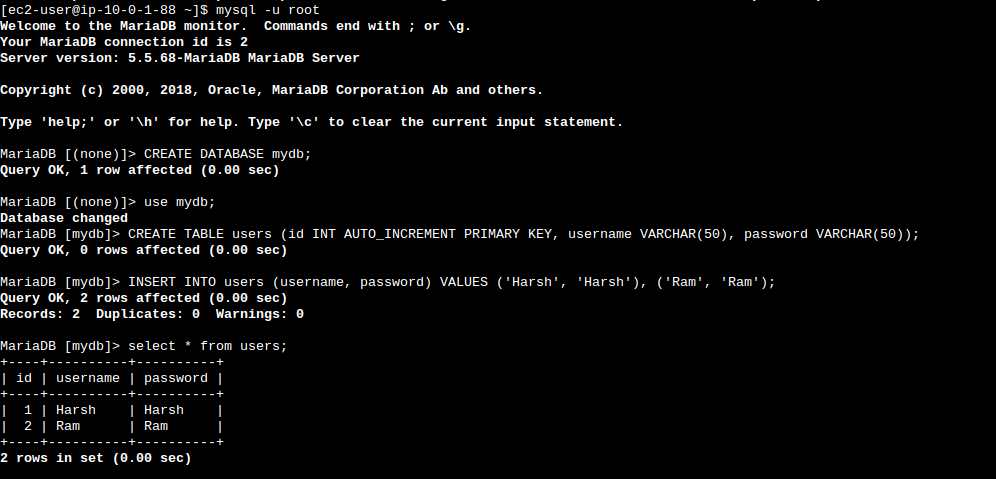 [ec2-user@ip-10-0-1-88 ~]$ mysql -u root
Welcome to the MariaDB monitor.  Commands end with ; or \g.
Your MariaDB connection id is 2
Server version: 5.5.68-MariaDB MariaDB Server

Copyright (c) 2000, 2018, Oracle, MariaDB Corporation Ab and others.

Type 'help;' or '\h' for help. Type '\c' to clear the current input statement.

MariaDB [(none)]> CREATE DATABASE mydb;
Query OK, 1 row affected (0.00 sec)

MariaDB [(none)]> use mydb;
Database changed
MariaDB [mydb]> CREATE TABLE users (id INT AUTO_INCREMENT PRIMARY KEY, username VARCHAR(50), password VARCHAR(50));
Query OK, 0 rows affected (0.00 sec)

MariaDB [mydb]> INSERT INTO users (username, password) VALUES ('Harsh', 'Harsh'), ('Ram', 'Ram');
Query OK, 2 rows affected (0.00 sec)
Records: 2  Duplicates: 0  Warnings: 0

MariaDB [mydb]> select * from users;
+----+----------+----------+
| id | username | password |
+----+----------+----------+
|  1 | Harsh    | Harsh    |
|  2 | Ram      | Ram      |
+----+----------+----------+
2 rows in set (0.00 sec)